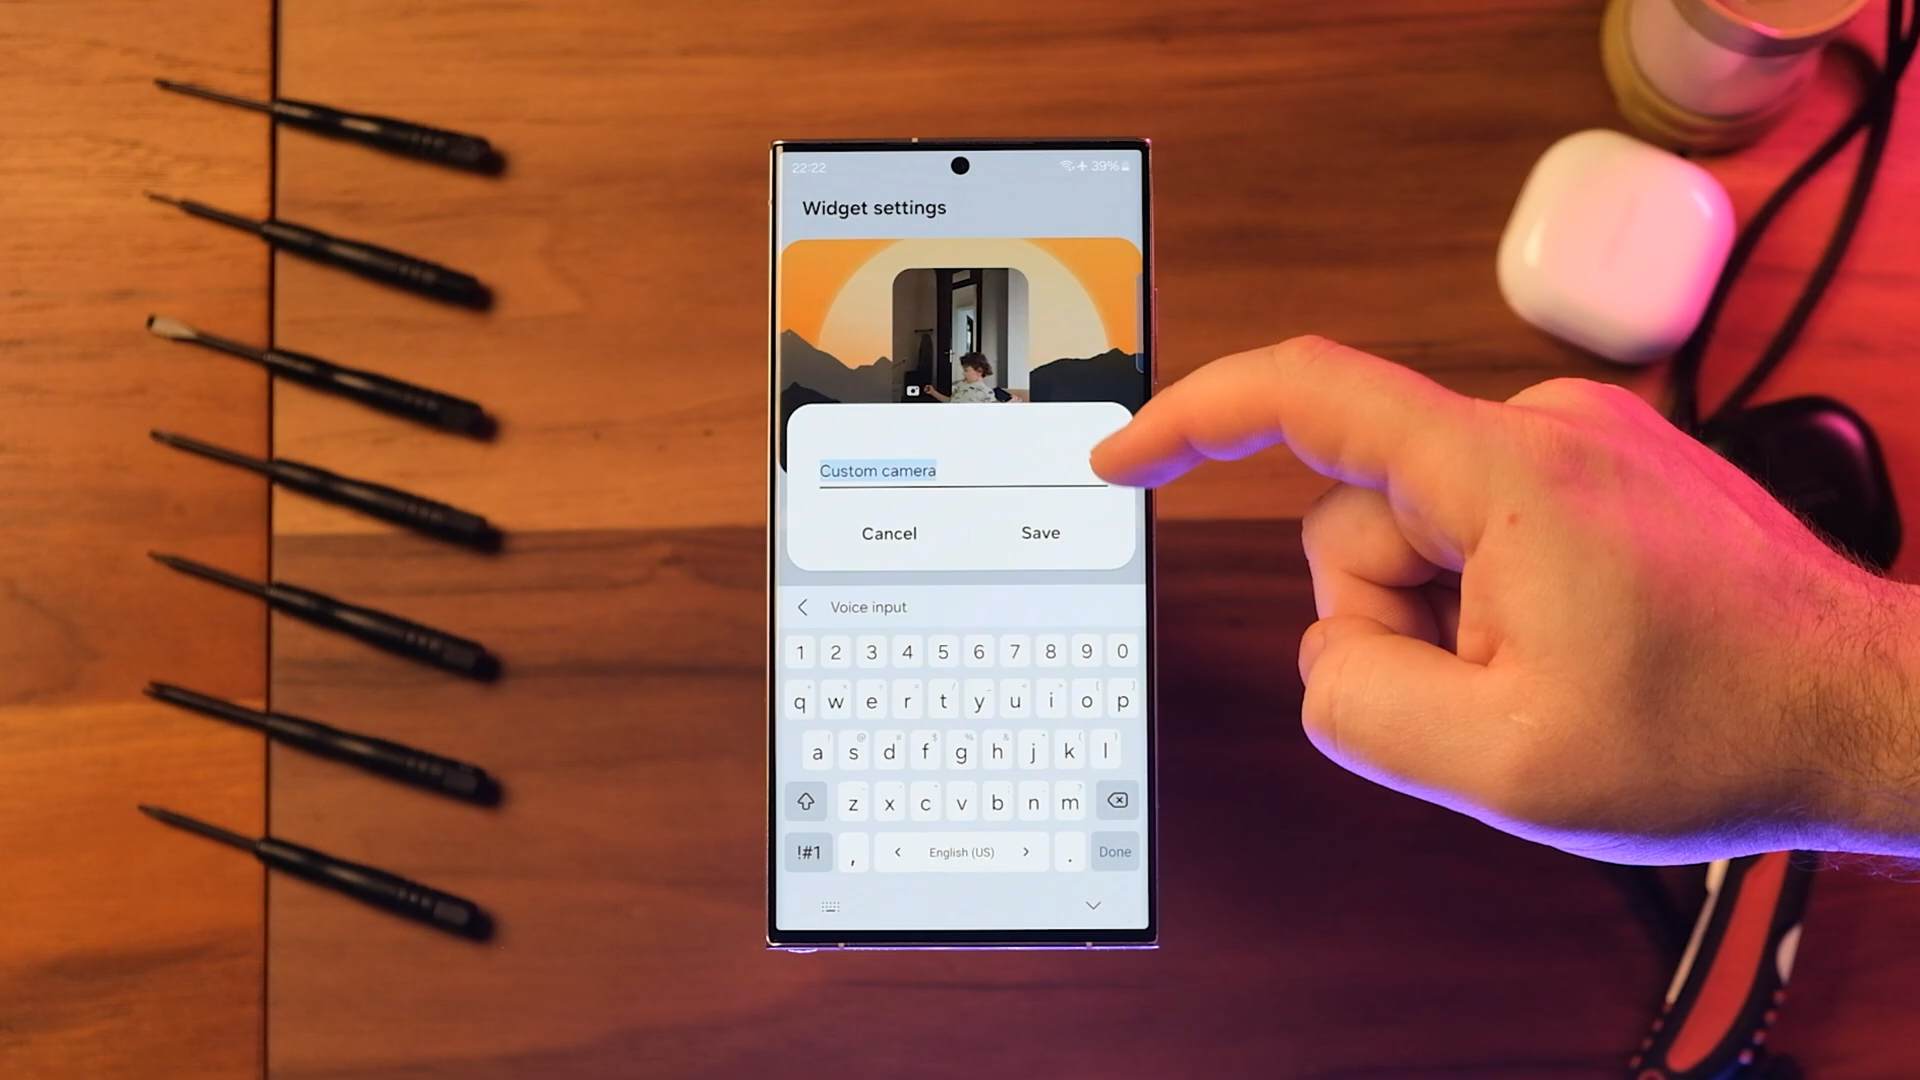 22:22 39%
Widget settings
Custom camera
Cancel Save
Voice input
1 2 3 4 5 6 7 8 9 0
q w e r t y u i o p
a s d f g h j k l
z x c v b n m
!#1 , < English (US) > . Done